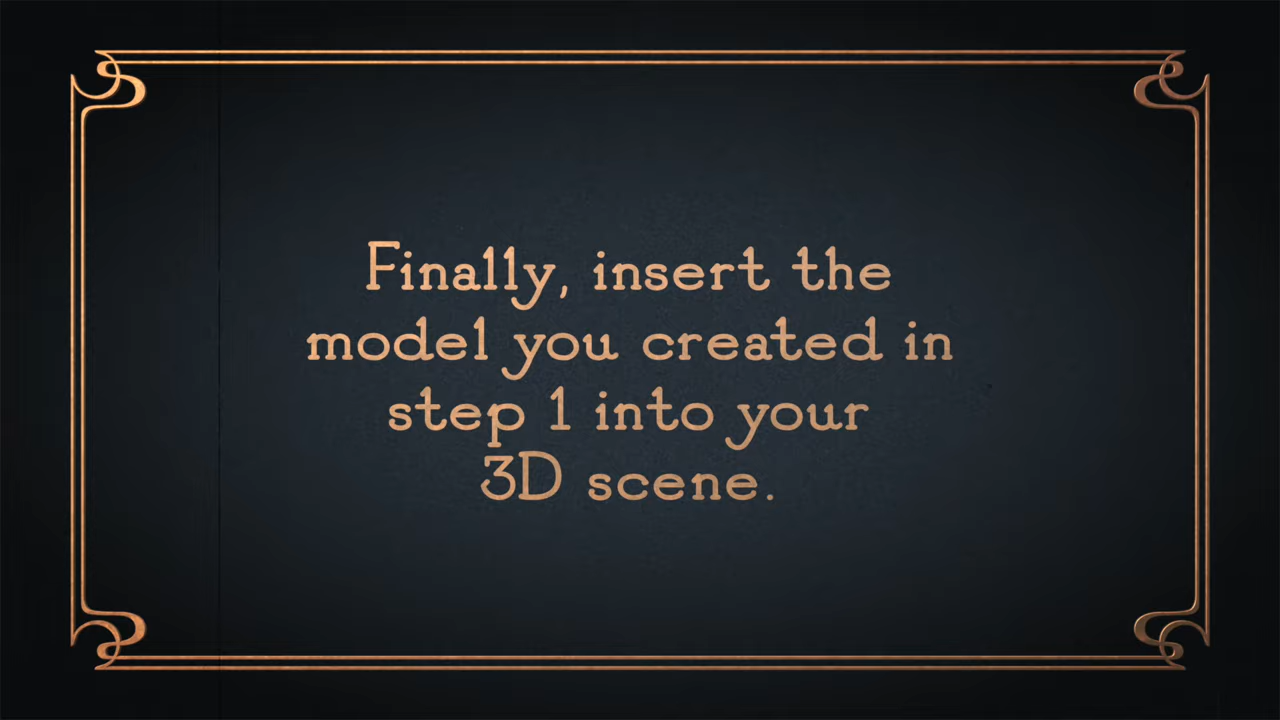 Finally, insert the
model you created in
step 1 into your
3D scene.